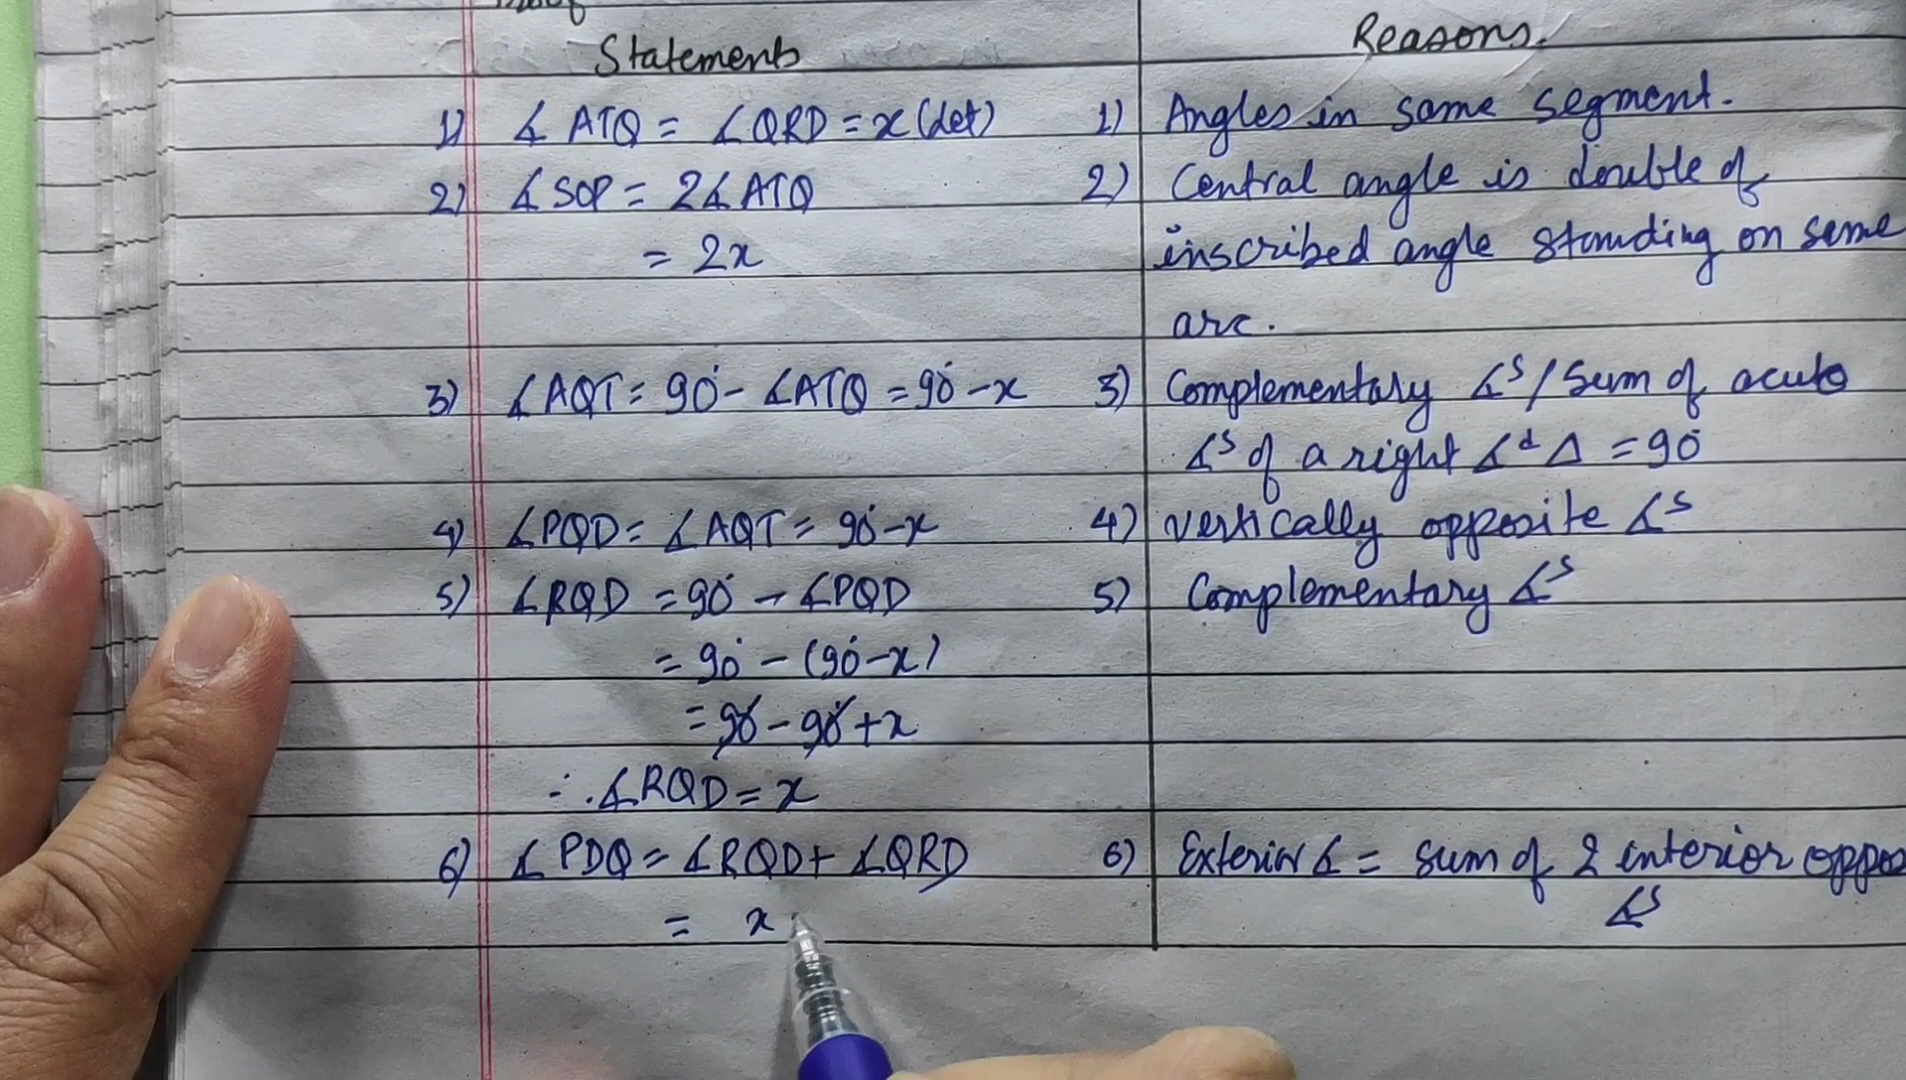 Proof
Statements
Reasons.
1) ∡ ATQ = ∡ QRD = x (let)
1) Angles in same segment.
2) ∡ SOP = 2∡ ATQ
2) Central angle is double of
= 2x
inscribed angle standing on same
arc.
3) ∡AQT = 90° - ∡ATQ = 90° - x
3) Complementary ∡s / Sum of acute
∡s of a right ∡d Δ = 90°
4) ∡PQD = ∡AQT = 90° - x
4) vertically opposite ∡s
5) ∡RQD = 90° - ∡PQD
5) Complementary ∡s
= 90° - (90° - x)
= 90° - 90° + x
∴ ∡RQD = x
6) ∡ PDQ = ∡RQD + ∡QRD
6) Exterior ∡ = sum of 2 interior oppos
∡s
= x